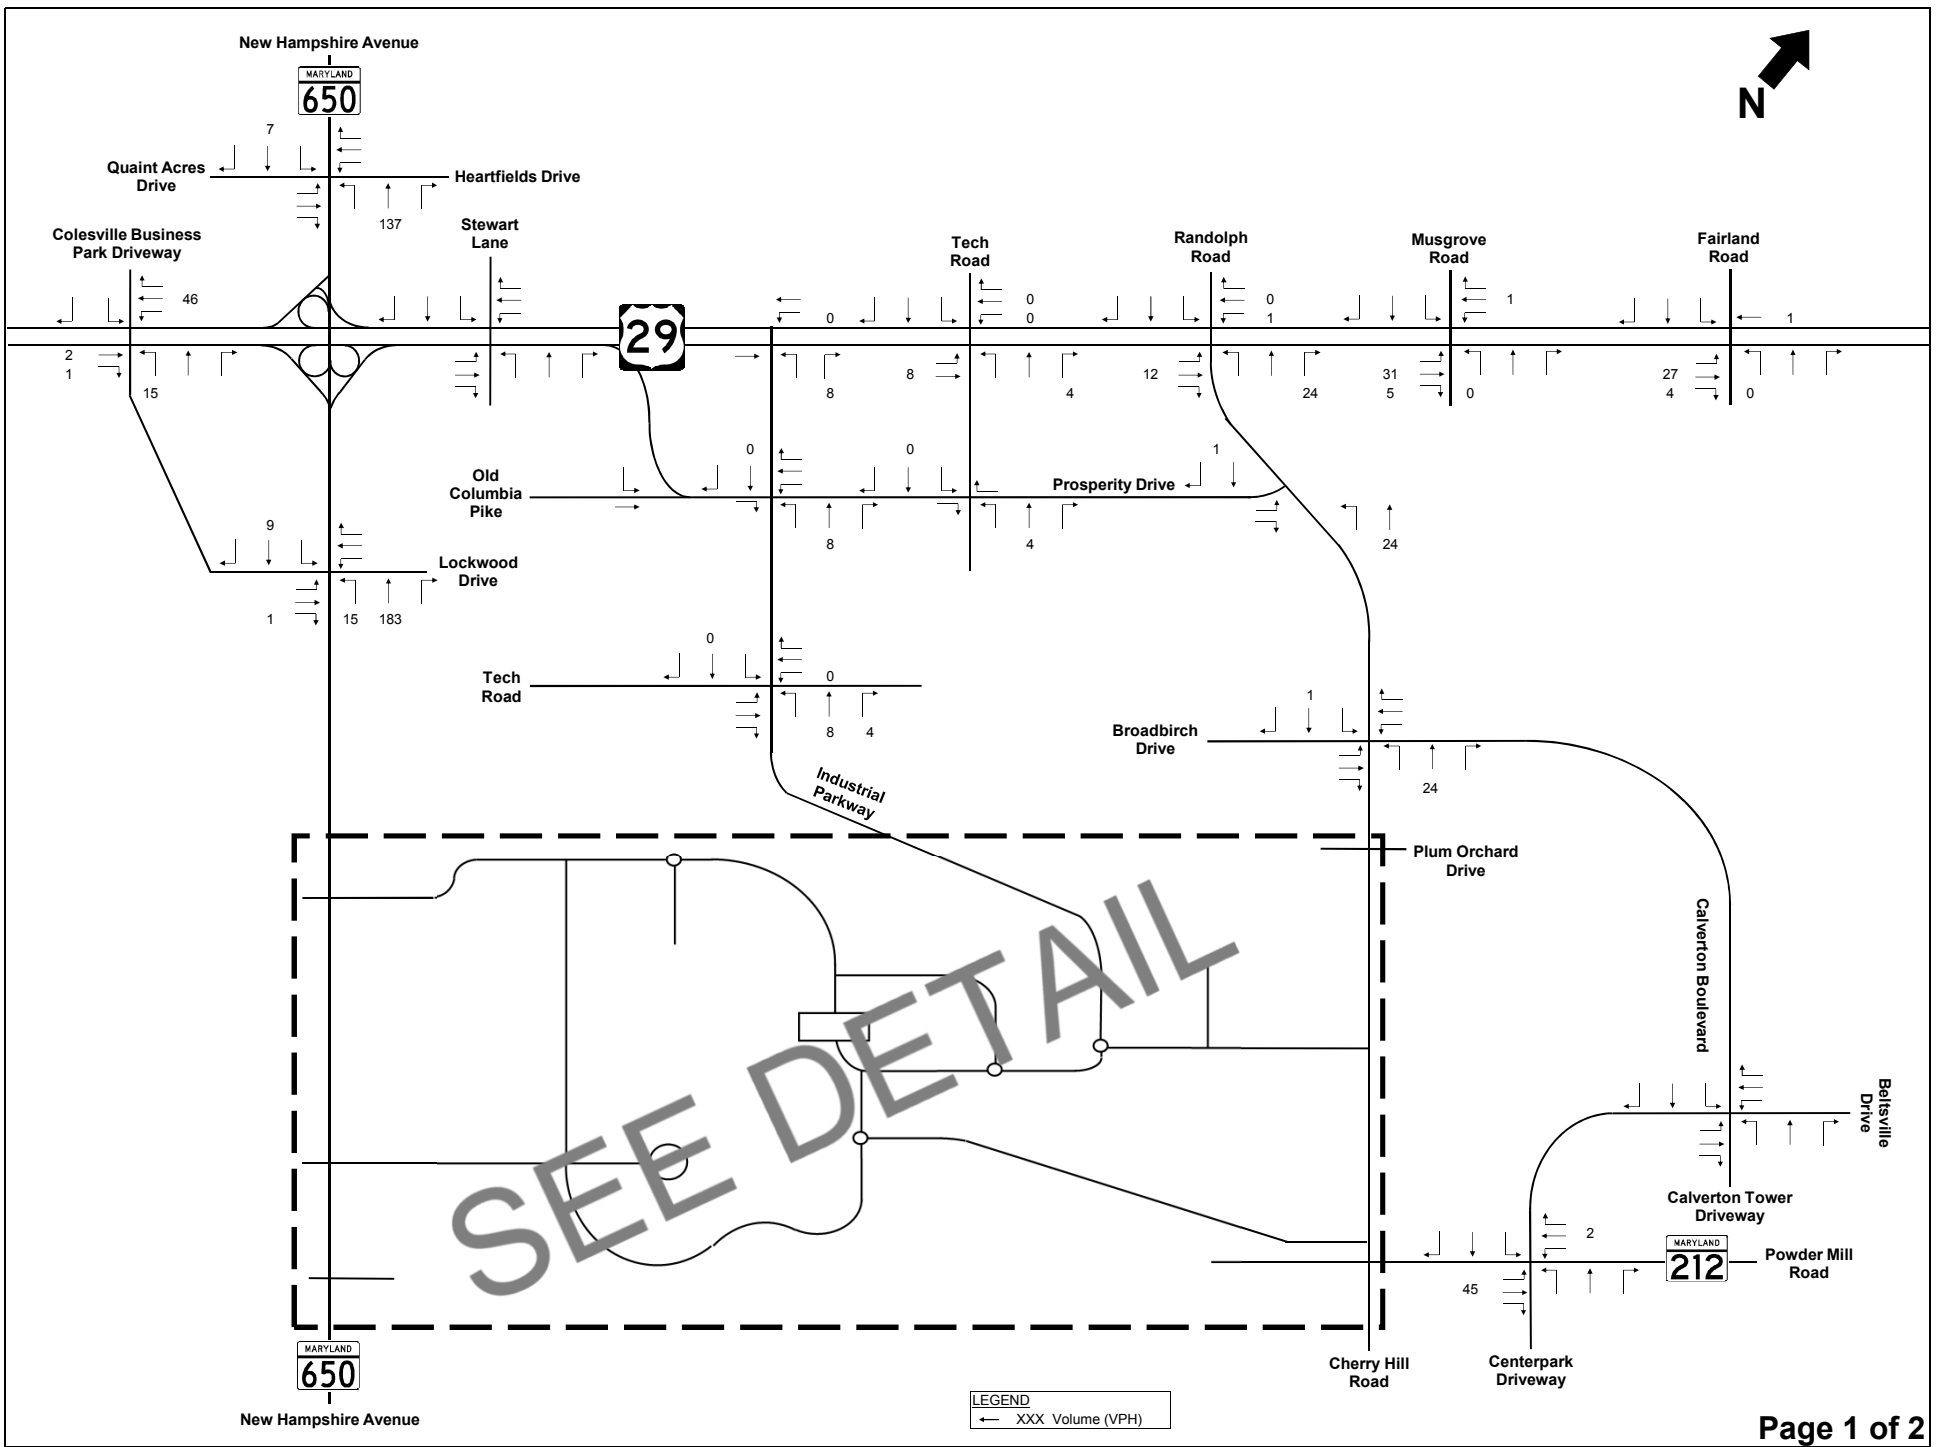 New Hampshire Avenue
MARYLAND
650
N
7
Quaint Acres
Drive
Heartfields Drive
137
Colesville Business
Park Driveway
Stewart
Lane
Tech
Road
Randolph
Road
Musgrove
Road
Fairland
Road
46
0
0
0
0
1
1
1
29
2
1
15
8
8
4
12
24
31
5
0
27
4
0
Old
Columbia
Pike
0
0
Prosperity Drive
1
8
4
24
9
Lockwood
Drive
1
15
183
Tech
Road
0
0
8
4
Industrial
Parkway
Broadbirch
Drive
1
24
Plum Orchard
Drive
Calverton Boulevard
SEE DETAIL
Beltsville
Drive
Calverton Tower
Driveway
2
45
MARYLAND
212
Powder Mill
Road
MARYLAND
650
New Hampshire Avenue
Cherry Hill
Road
Centerpark
Driveway
LEGEND
XXX Volume (VPH)
Page 1 of 2